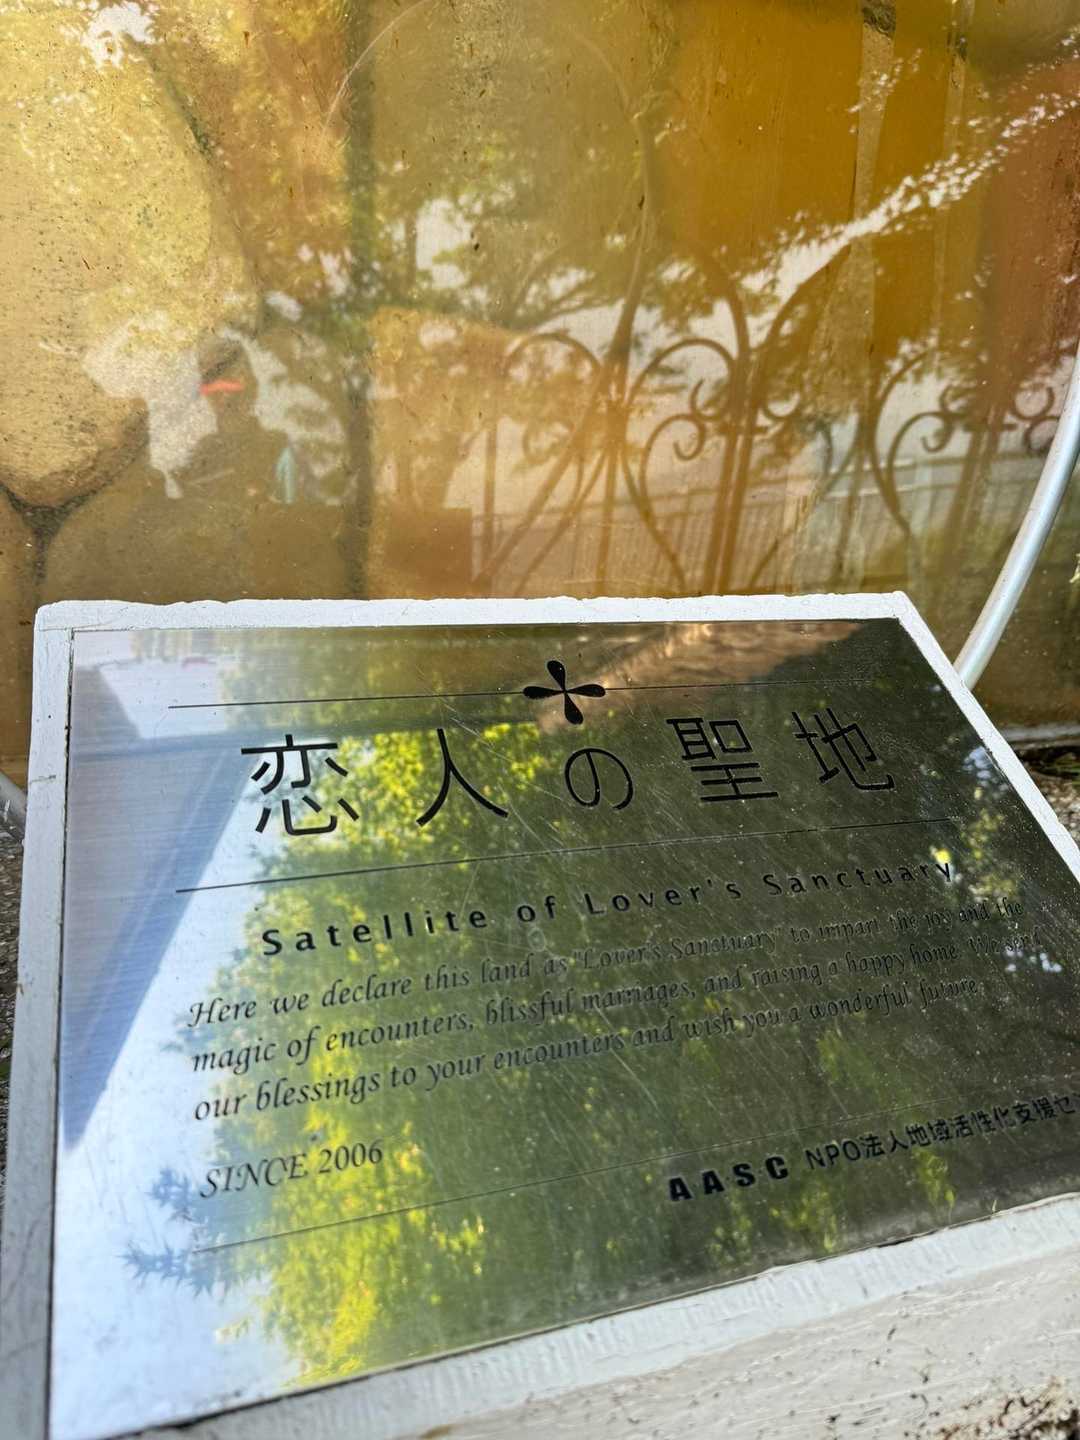 恋人の聖地
Satellite of Lover's Sanctuary
Here we declare this land as "Lover's Sanctuary" to impart the joy and the
magic of encounters, blissful marriages, and raising a happy home. We send
our blessings to your encounters and wish you a wonderful future.
SINCE 2006
AASC NPO法人地域活性化支援セ